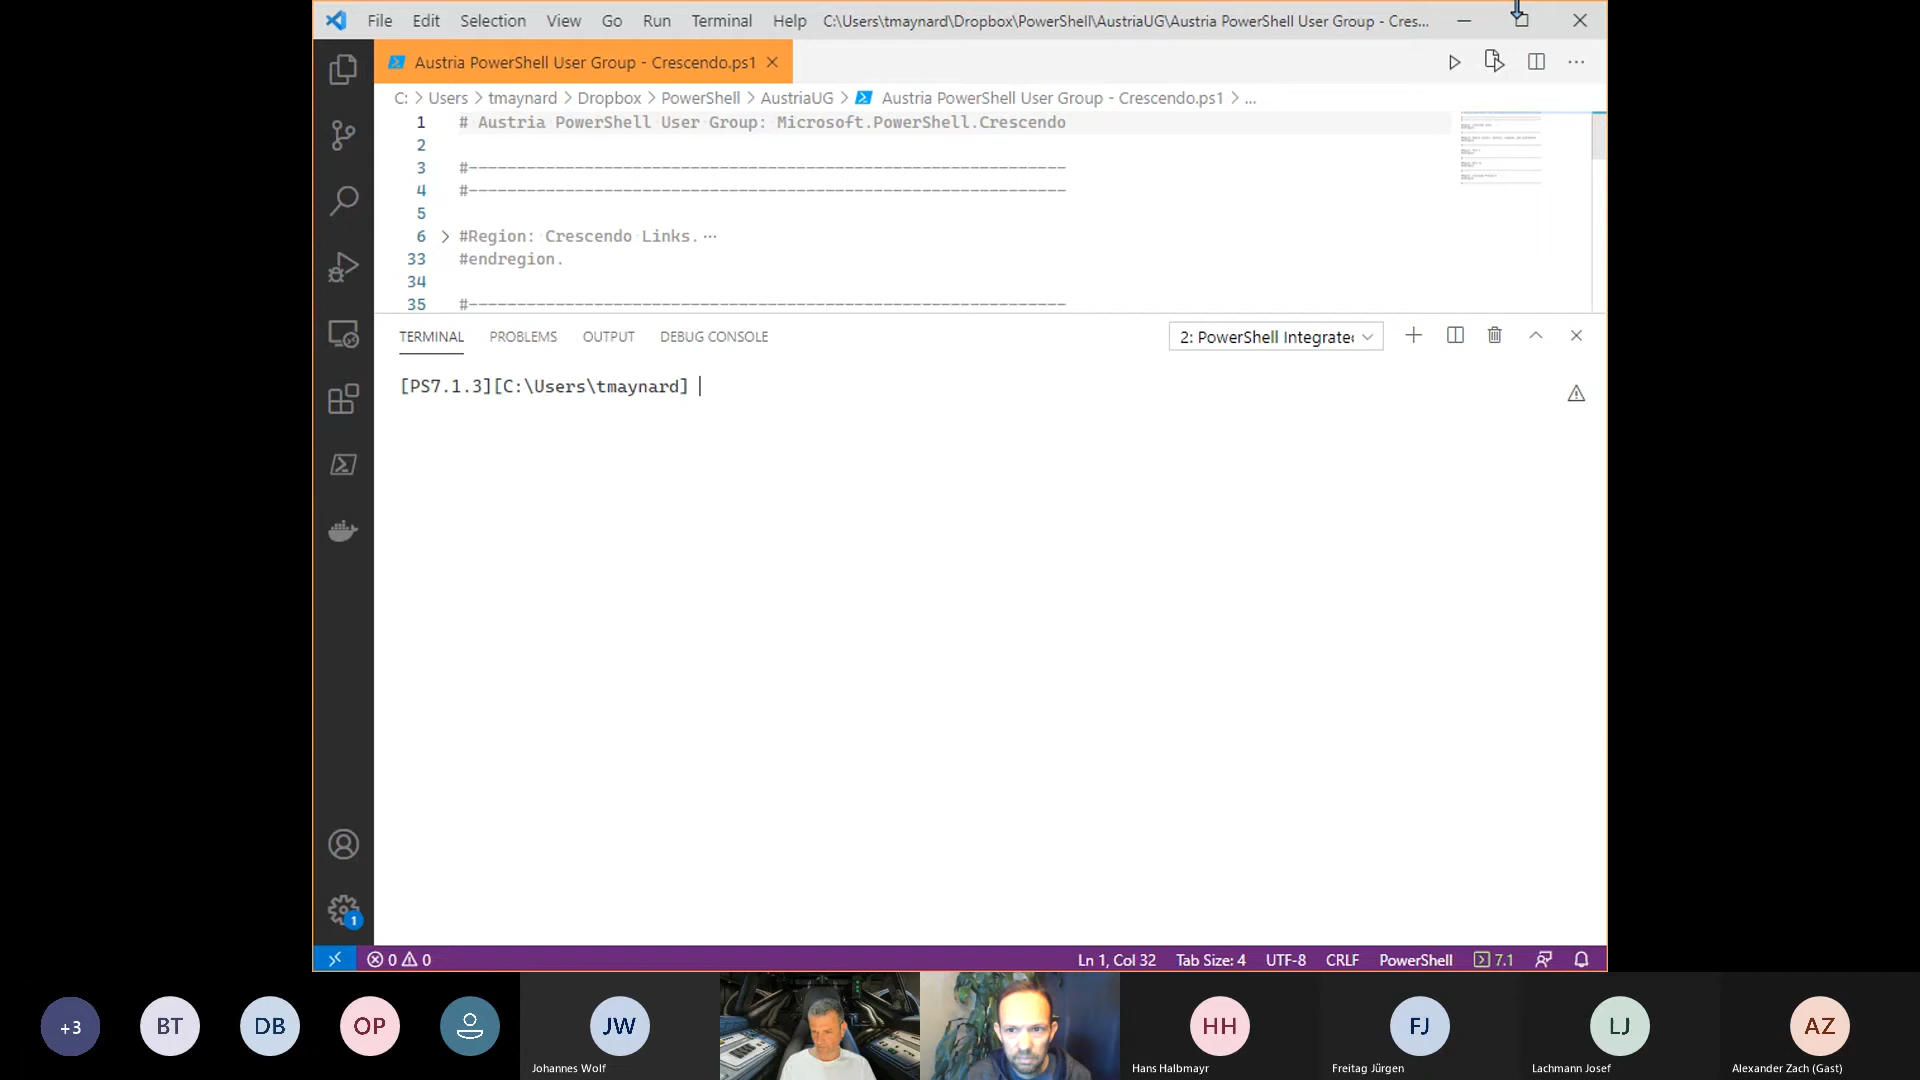 File Edit Selection View Go Run Terminal Help C:\Users\tmaynard\Dropbox\PowerShell\AustriaUG\Austria PowerShell User Group - Cres...
Austria PowerShell User Group - Crescendo.ps1
C: > Users > tmaynard > Dropbox > PowerShell > AustriaUG > Austria PowerShell User Group - Crescendo.ps1 > ...
1 # Austria PowerShell User Group: Microsoft.PowerShell.Crescendo
2
3 #--------------------------------------------------------------
4 #--------------------------------------------------------------
5
6 > #Region: Crescendo Links. ...
33 #endregion.
34
35 #--------------------------------------------------------------
TERMINAL PROBLEMS OUTPUT DEBUG CONSOLE 2: PowerShell Integrate
[PS7.1.3][C:\Users\tmaynard]
1
0 0 Ln 1, Col 32 Tab Size: 4 UTF-8 CRLF PowerShell 7.1
+3 BT DB OP JW HH FJ LJ AZ
Johannes Wolf Hans Halbmayr Freitag Jürgen Lachmann Josef Alexander Zach (Gast)